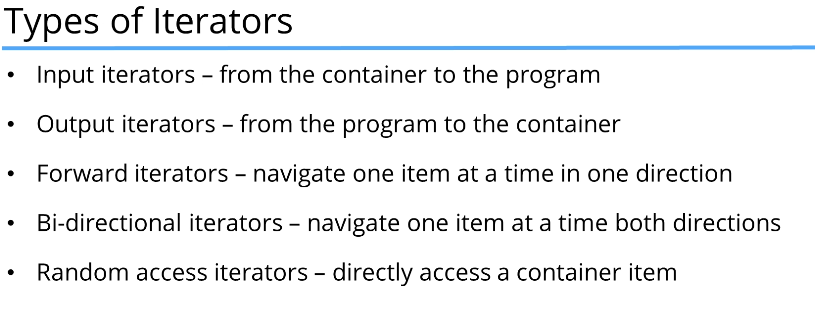 Types of Iterators
• Input iterators – from the container to the program
• Output iterators – from the program to the container
• Forward iterators – navigate one item at a time in one direction
• Bi-directional iterators – navigate one item at a time both directions
• Random access iterators – directly access a container item